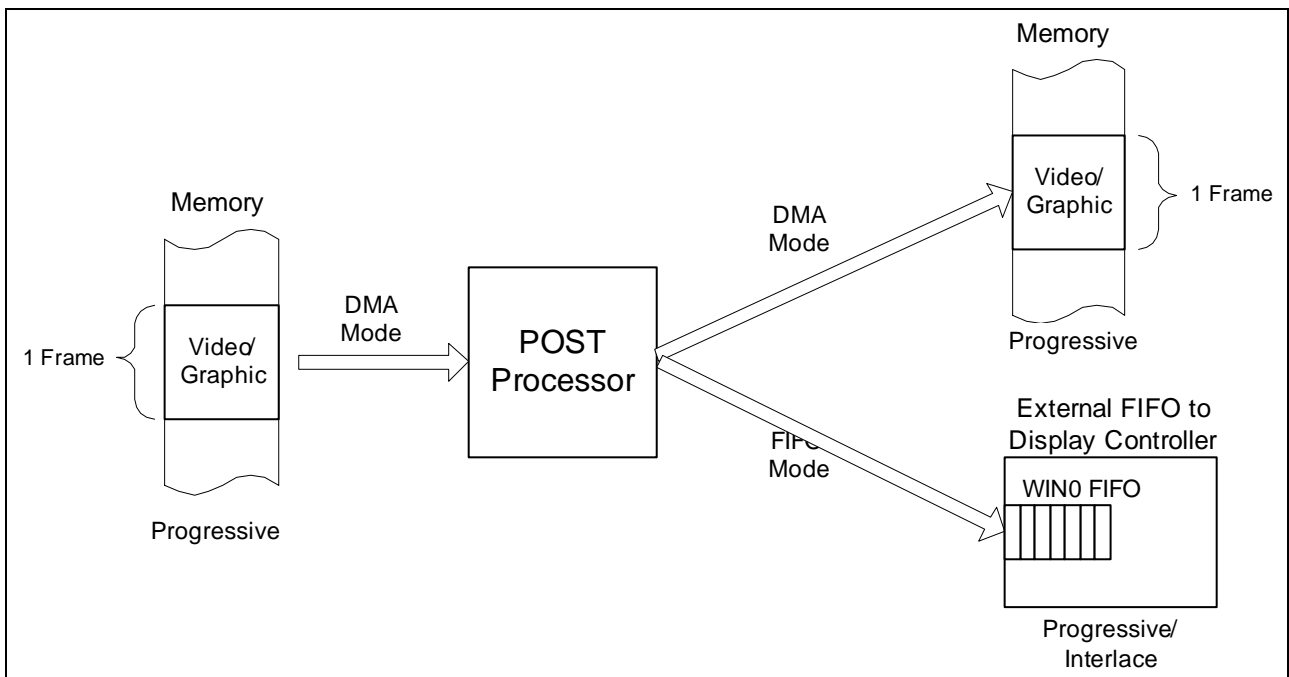 Memory
Video/
Graphic
1 Frame
Progressive
DMA
Mode
POST
Processor
DMA
Mode
FIFO
Mode
Memory
Video/
Graphic
1 Frame
Progressive
External FIFO to
Display Controller
WIN0 FIFO
Progressive/
Interlace